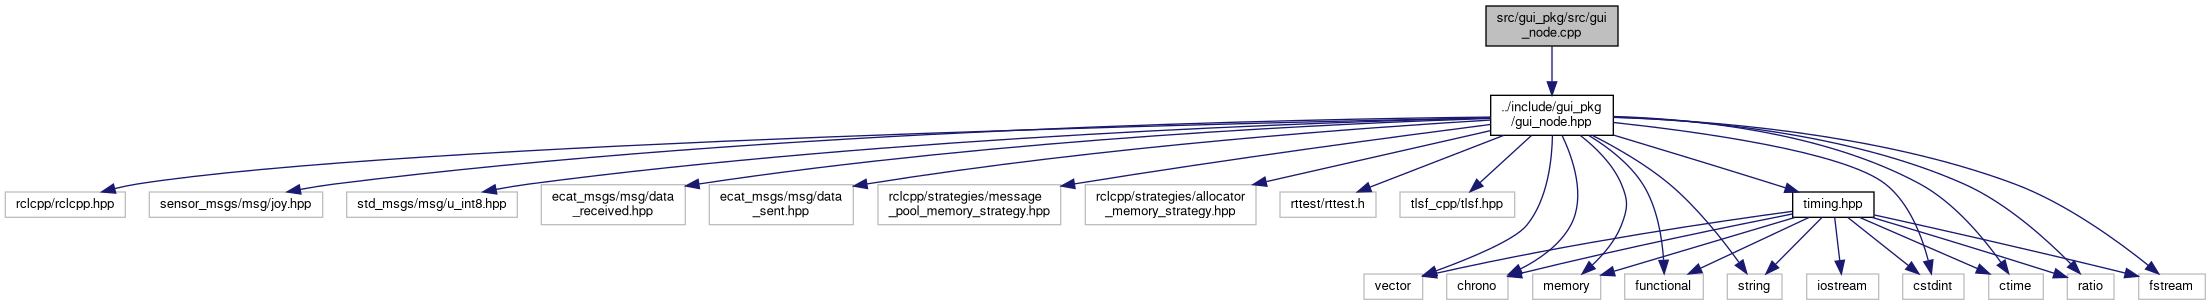 src/gui_pkg/src/gui
_node.cpp
../include/gui_pkg
/gui_node.hpp
rclcpp/rclcpp.hpp
sensor_msgs/msg/joy.hpp
std_msgs/msg/u_int8.hpp
ecat_msgs/msg/data
_received.hpp
ecat_msgs/msg/data
_sent.hpp
rclcpp/strategies/message
_pool_memory_strategy.hpp
rclcpp/strategies/allocator
_memory_strategy.hpp
rttest/rttest.h
tlsf_cpp/tlsf.hpp
timing.hpp
vector
chrono
memory
functional
string
iostream
cstdint
ctime
ratio
fstream